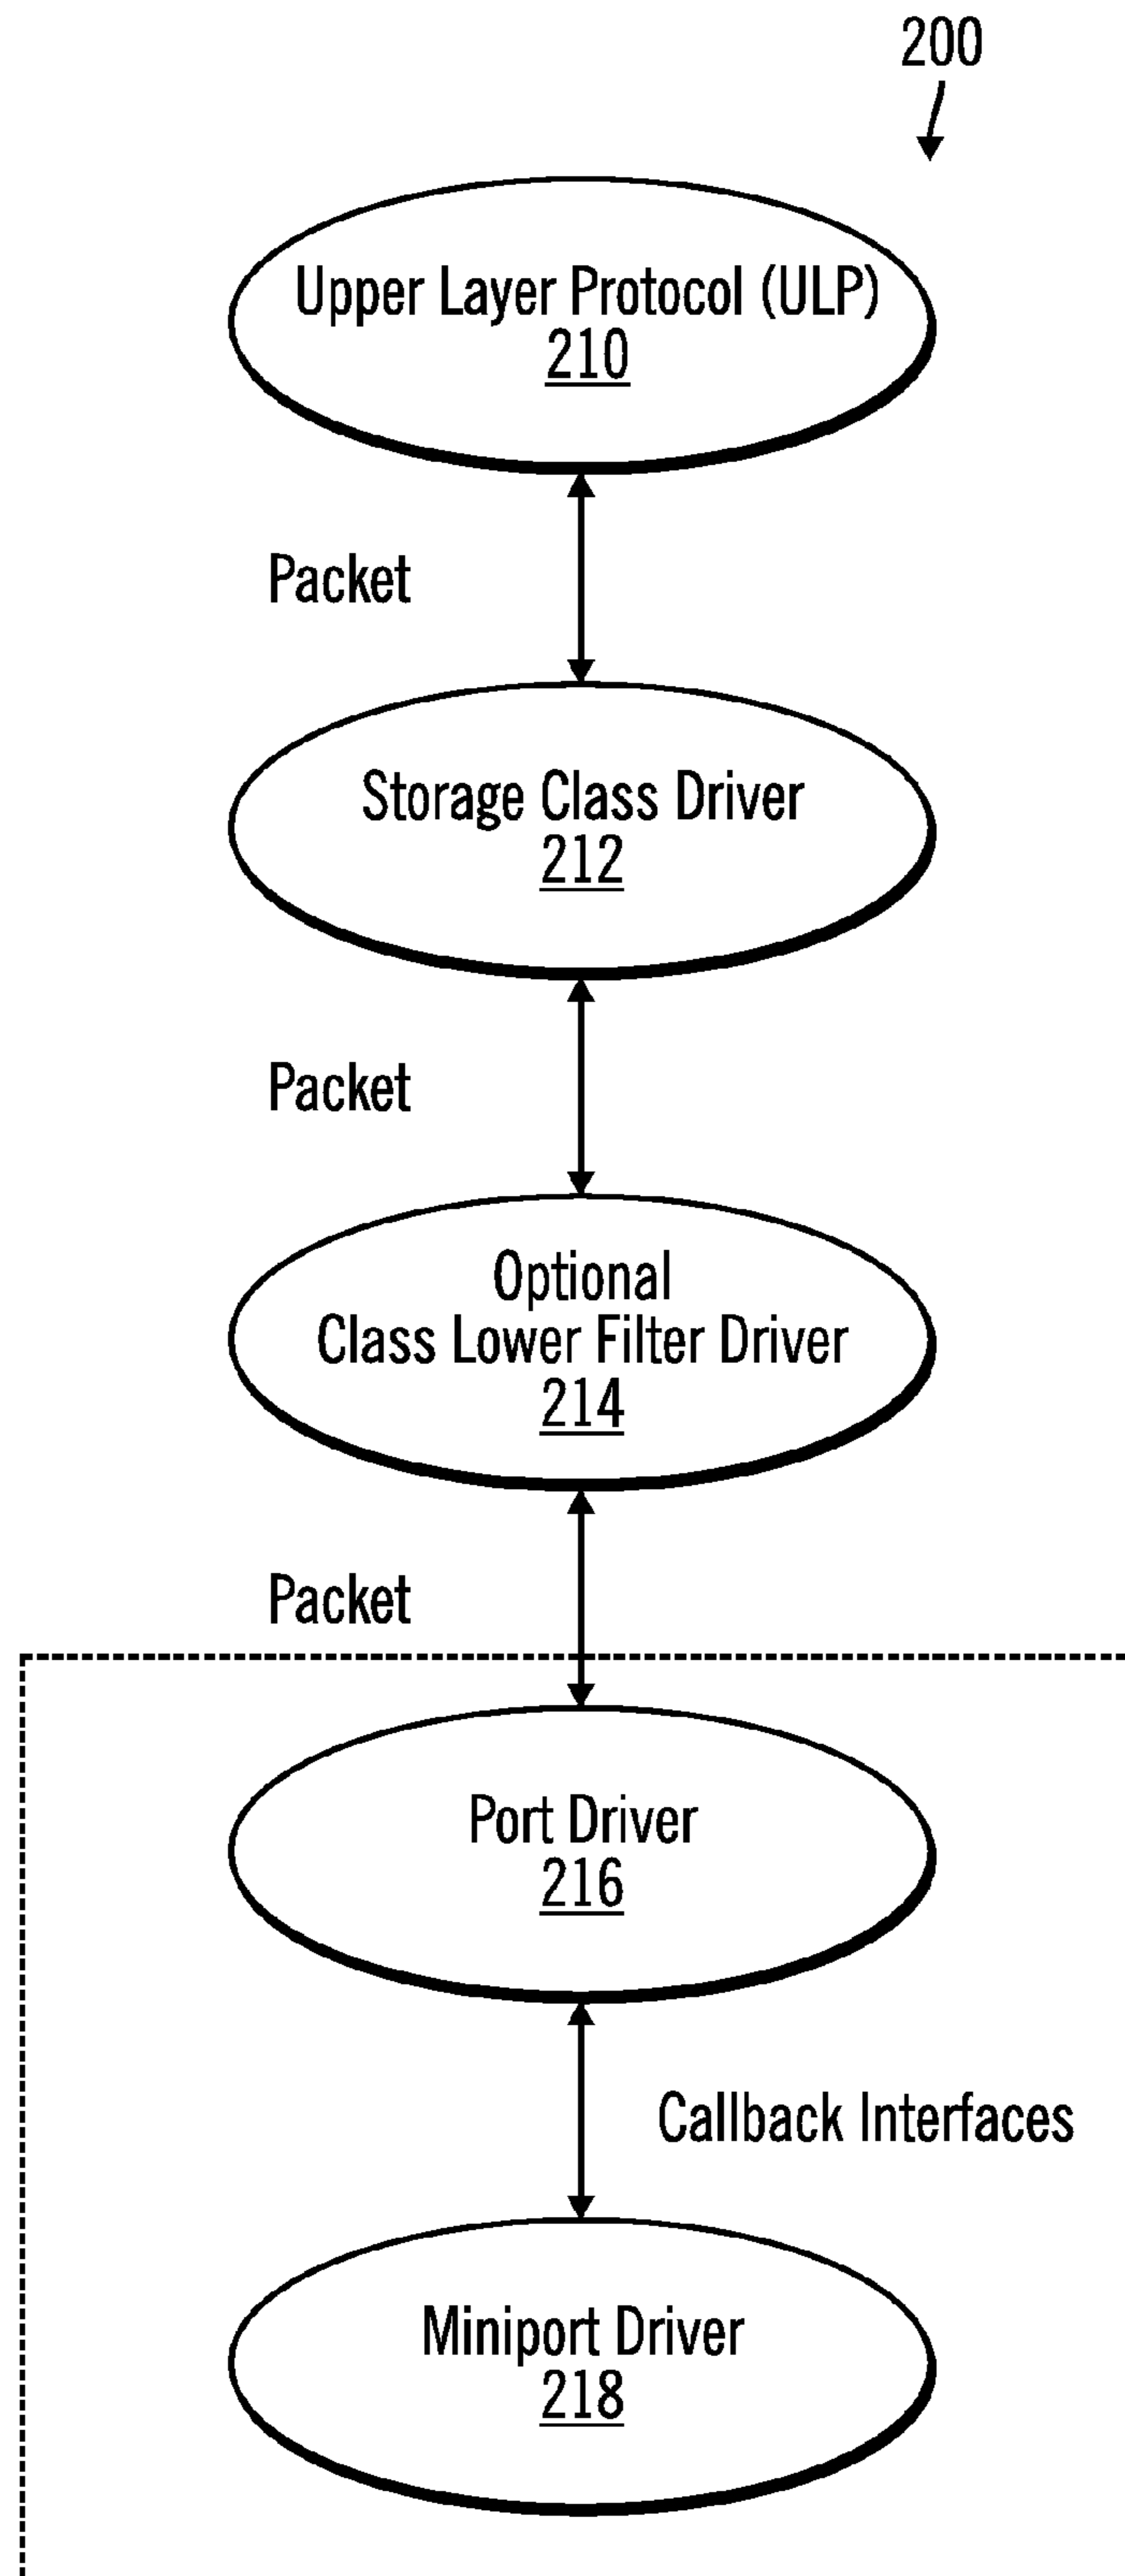 200
Upper Layer Protocol (ULP)
210
Packet
Storage Class Driver
212
Packet
Optional
Class Lower Filter Driver
214
Packet
Port Driver
216
Callback Interfaces
Miniport Driver
218